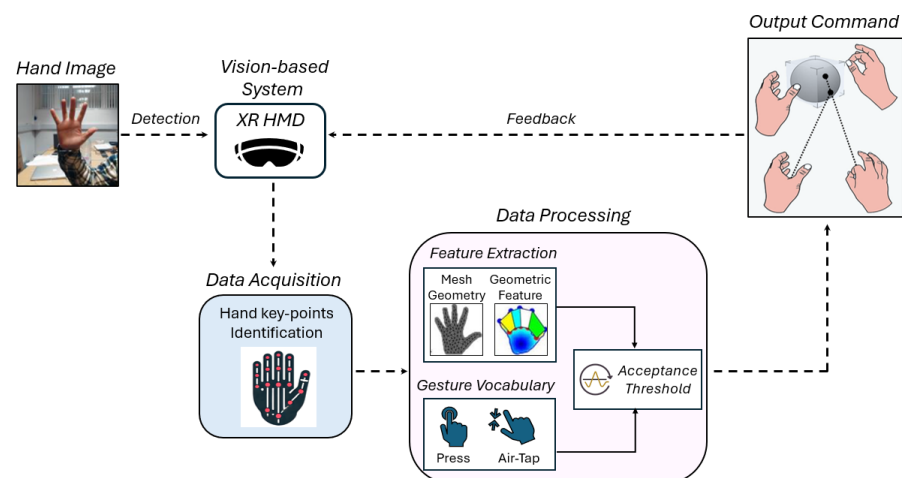 Output Command
Hand Image
Vision-based
System
XR HMD
Detection
Feedback
Data Processing
Data Acquisition
Hand key-points
Identification
Feature Extraction
Mesh
Geometry
Geometric
Feature
Acceptance
Threshold
Gesture Vocabulary
Press
Air-Tap